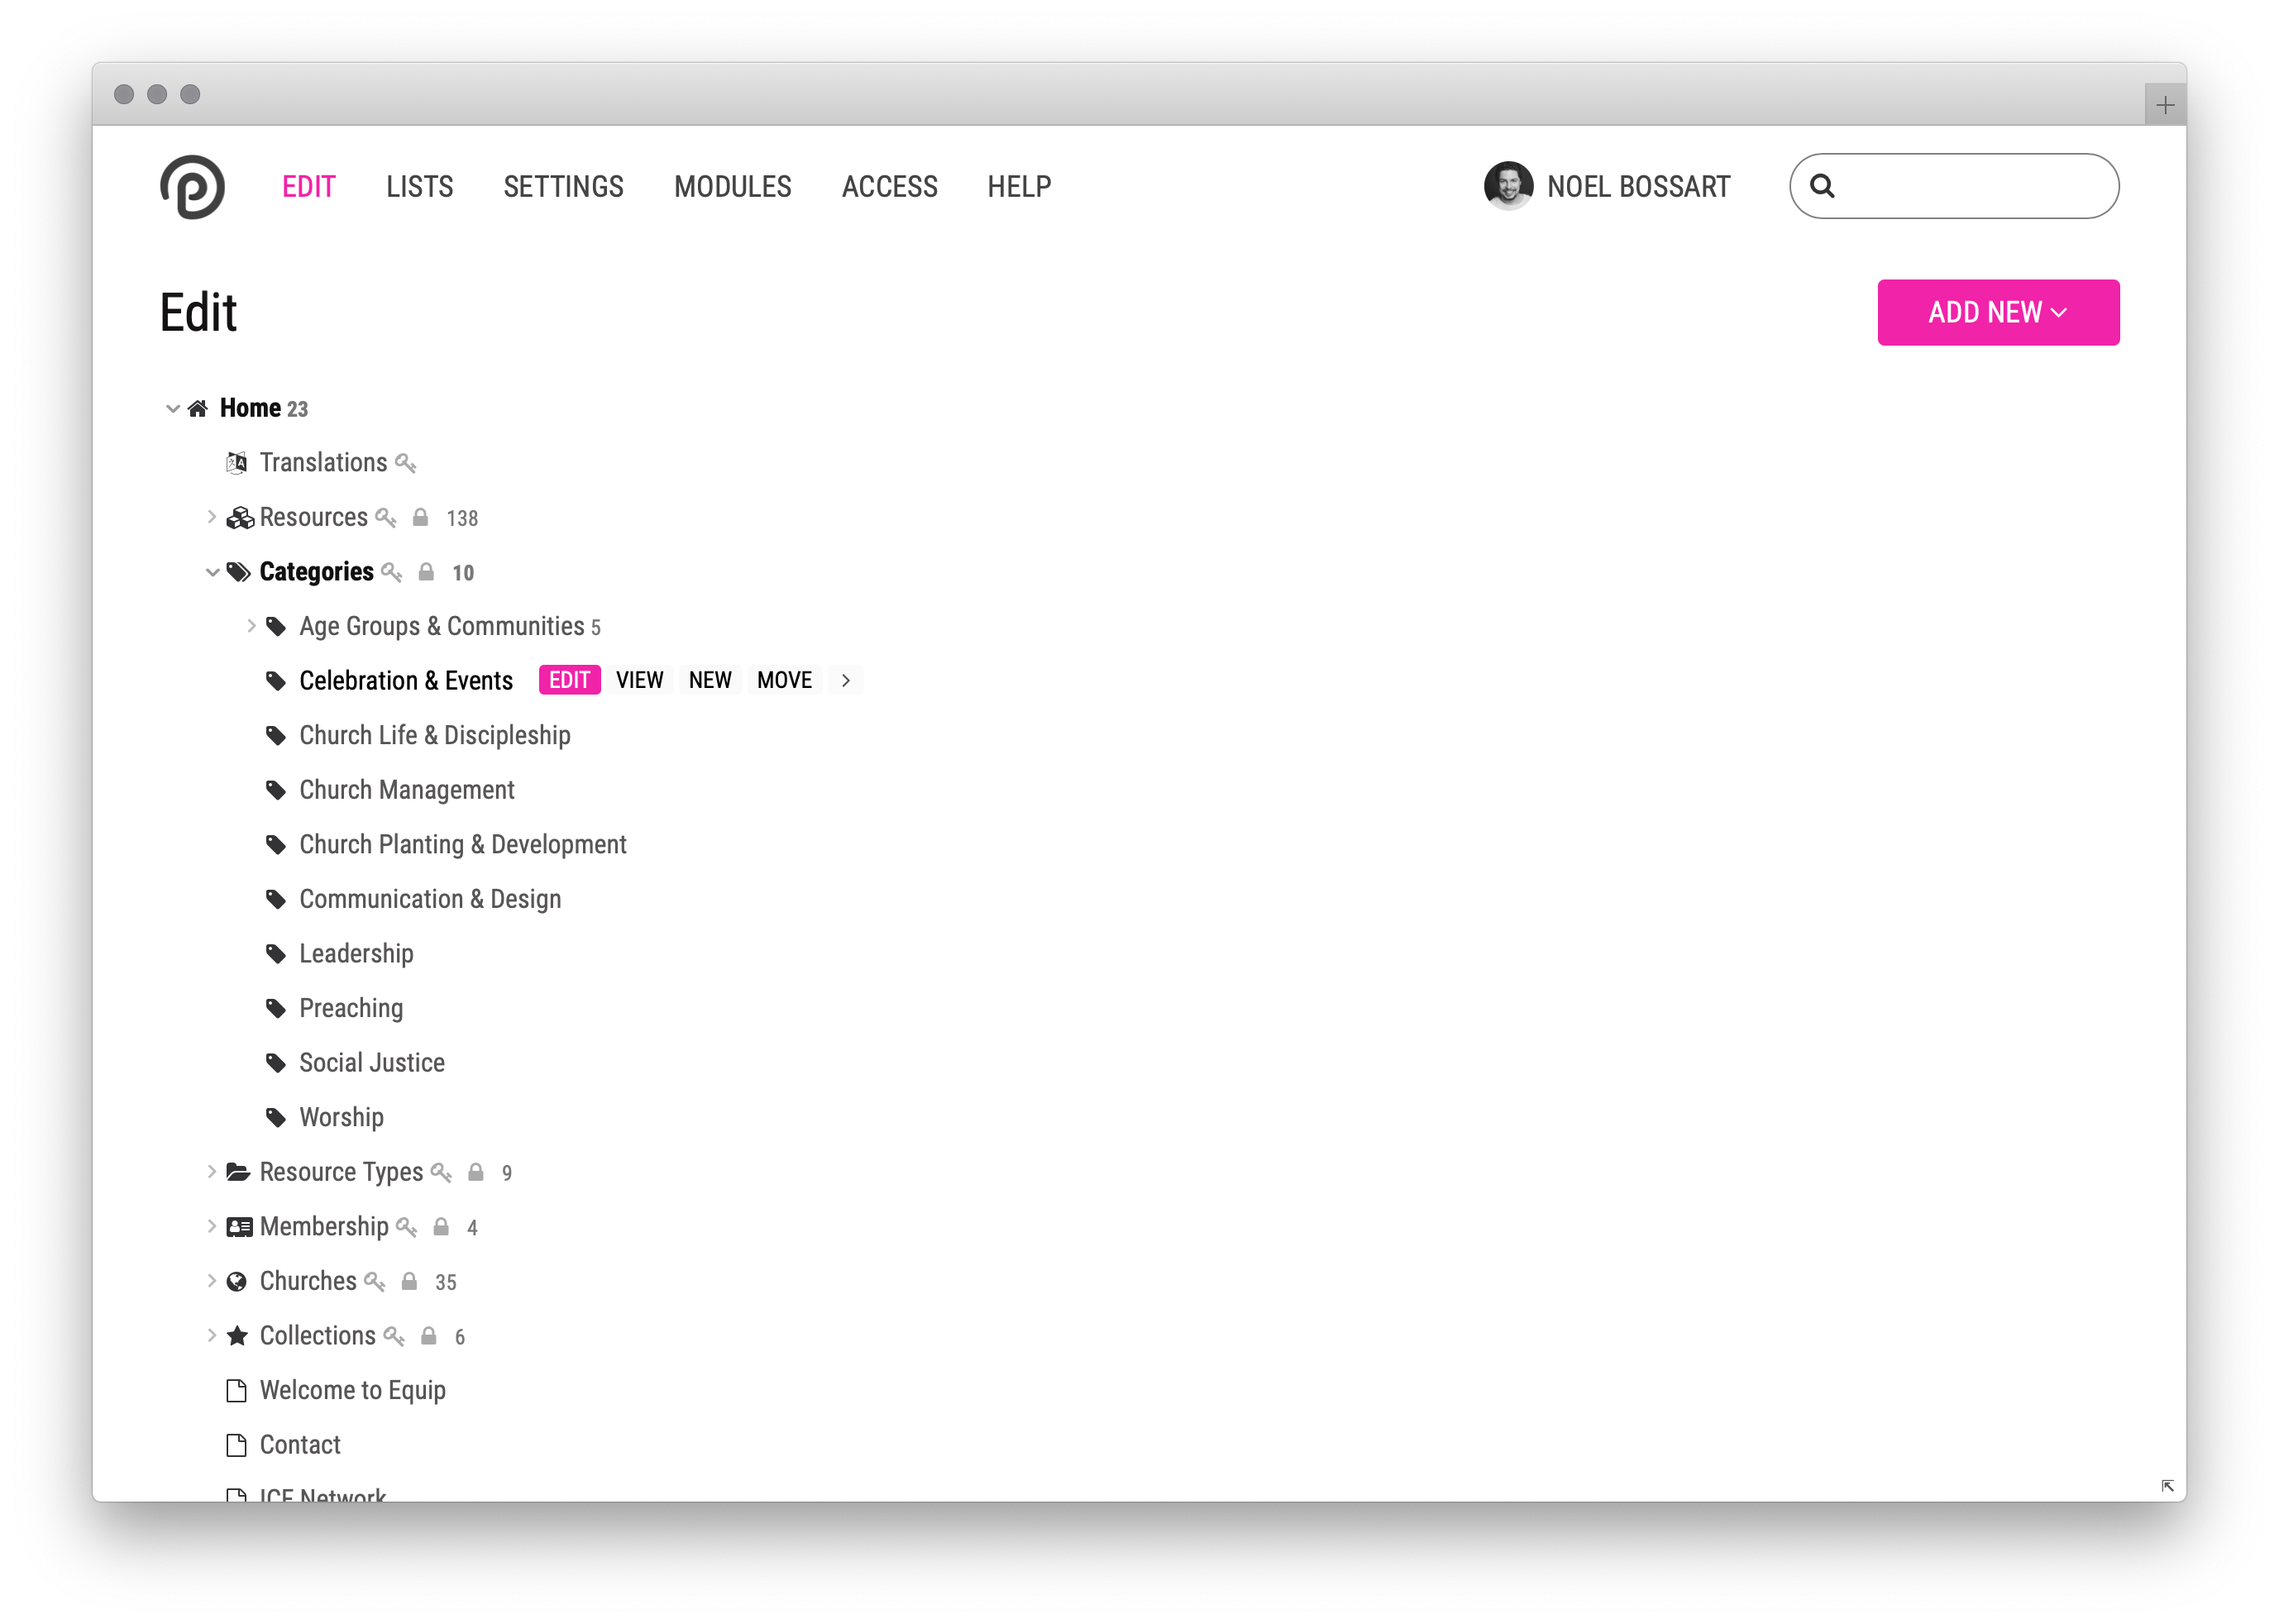 EDIT LISTS SETTINGS MODULES ACCESS HELP NOEL BOSSART
Edit
ADD NEW
Home 23
Translations
Resources 138
Categories 10
Age Groups & Communities 5
Celebration & Events EDIT VIEW NEW MOVE
Church Life & Discipleship
Church Management
Church Planting & Development
Communication & Design
Leadership
Preaching
Social Justice
Worship
Resource Types 9
Membership 4
Churches 35
Collections 6
Welcome to Equip
Contact
Network